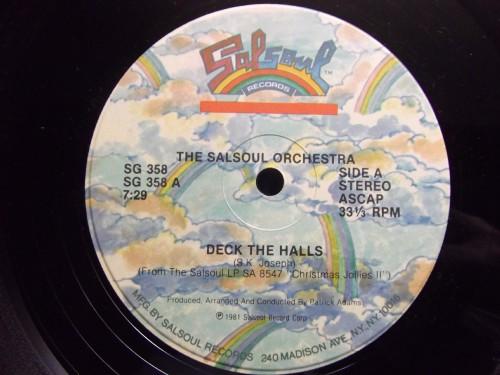 Salsoul™
RECORDS
THE SALSOUL ORCHESTRA
SG 358
SG 358 A
7:29
SIDE A
STEREO
ASCAP
33⅓ RPM
DECK THE HALLS
(S.K. Joseph)
(From The Salsoul LP SA 8547 "Christmas Jollies II")
Produced, Arranged And Conducted By Patrick Adams
℗ 1981 Salsoul Record Corp.
MFG. BY SALSOUL RECORDS 240 MADISON AVE., N.Y., N.Y. 10016